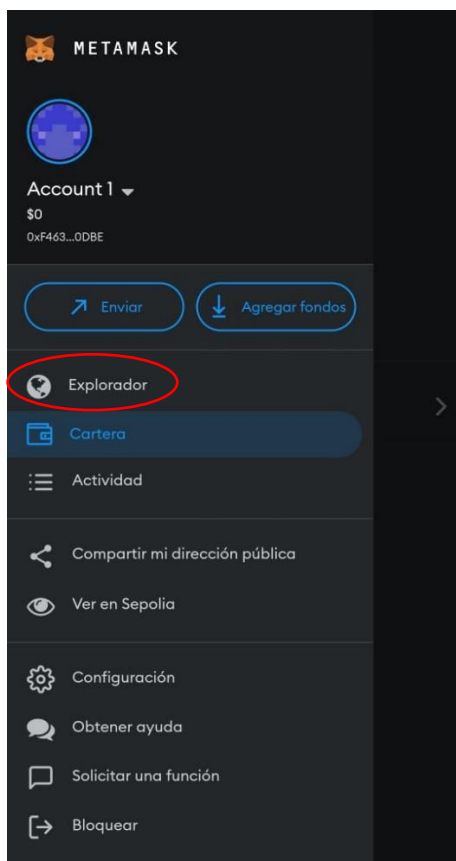 METAMASK
Account 1
$0
0xF463...0DBE
Enviar
Agregar fondos
Explorador
Cartera
Actividad
Compartir mi dirección pública
Ver en Sepolia
Configuración
Obtener ayuda
Solicitar una función
Bloquear